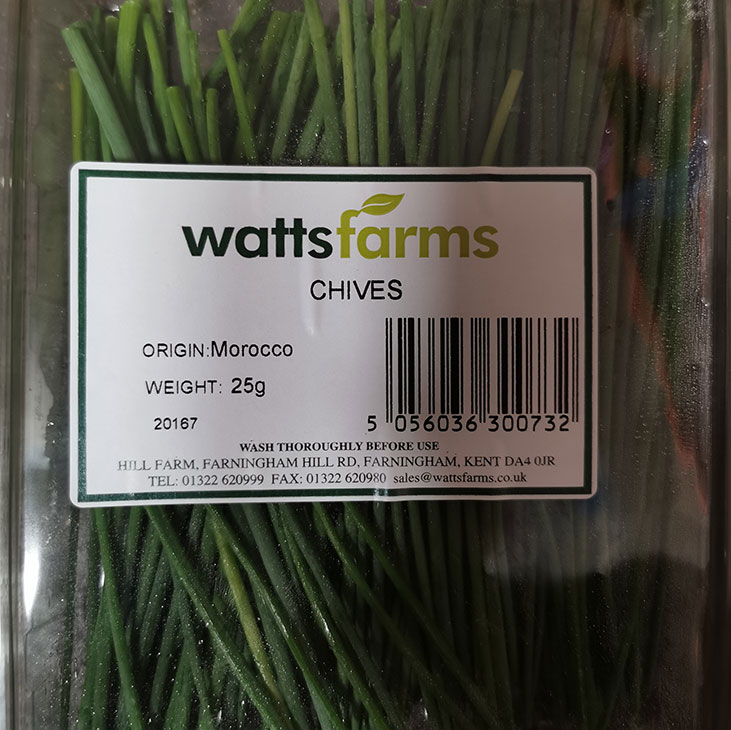 wattsfarms
CHIVES
ORIGIN:Morocco
WEIGHT: 25g
20167
5 056036 300732
WASH THOROUGHLY BEFORE USE
HILL FARM, FARNINGHAM HILL RD, FARNINGHAM, KENT DA4 0JR
TEL: 01322 620999 FAX: 01322 620980 sales@wattsfarms.co.uk